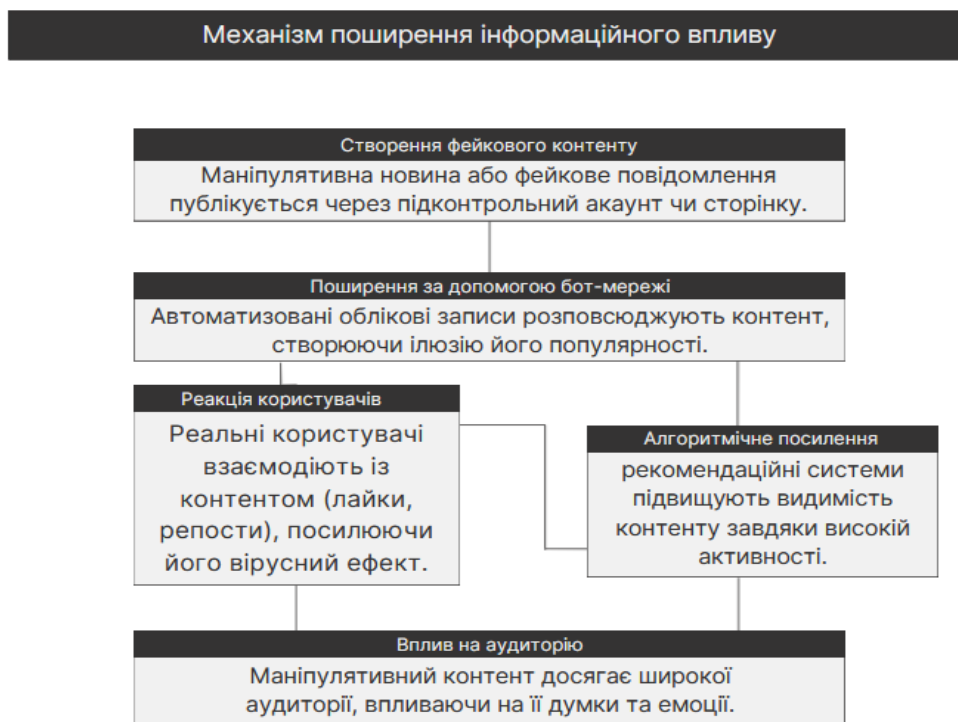 Механізм поширення інформаційного впливу
Створення фейкового контенту
Маніпулятивна новина або фейкове повідомлення
публікується через підконтрольний акаунт чи сторінку.
Поширення за допомогою бот-мережі
Автоматизовані облікові записи розповсюджують контент,
створюючи ілюзію його популярності.
Реакція користувачів
Реальні користувачі
взаємодіють із
контентом (лайки,
репости), посилюючи
його вірусний ефект.
Алгоритмічне посилення
рекомендаційні системи
підвищують видимість
контенту завдяки високій
активності.
Вплив на аудиторію
Маніпулятивний контент досягає широкої
аудиторії, впливаючи на її думки та емоції.